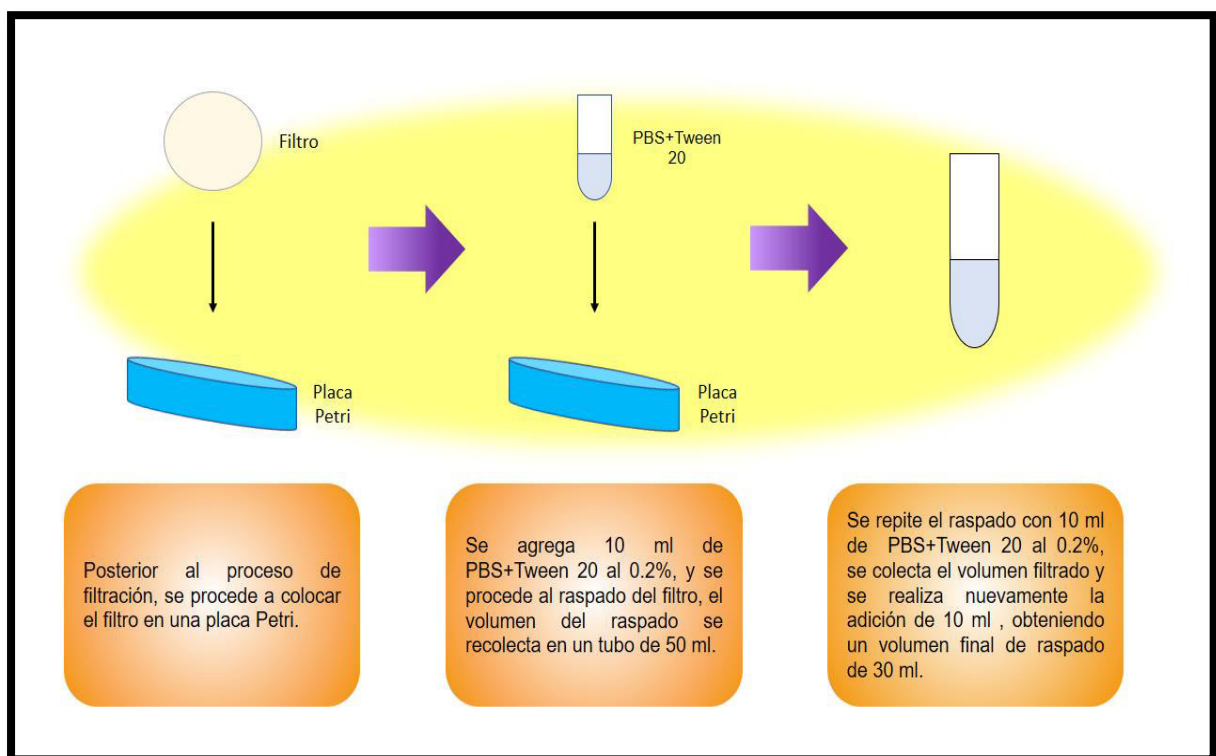 Filtro
PBS+Tween
20
Placa
Petri
Placa
Petri
Posterior al proceso de
filtración, se procede a colocar
el filtro en una placa Petri.
Se agrega 10 ml de
PBS+Tween 20 al 0.2%, y se
procede al raspado del filtro, el
volumen del raspado se
recolecta en un tubo de 50 ml.
Se repite el raspado con 10 ml
de PBS+Tween 20 al 0.2%,
se colecta el volumen filtrado y
se realiza nuevamente la
adición de 10 ml , obteniendo
un volumen final de raspado
de 30 ml.